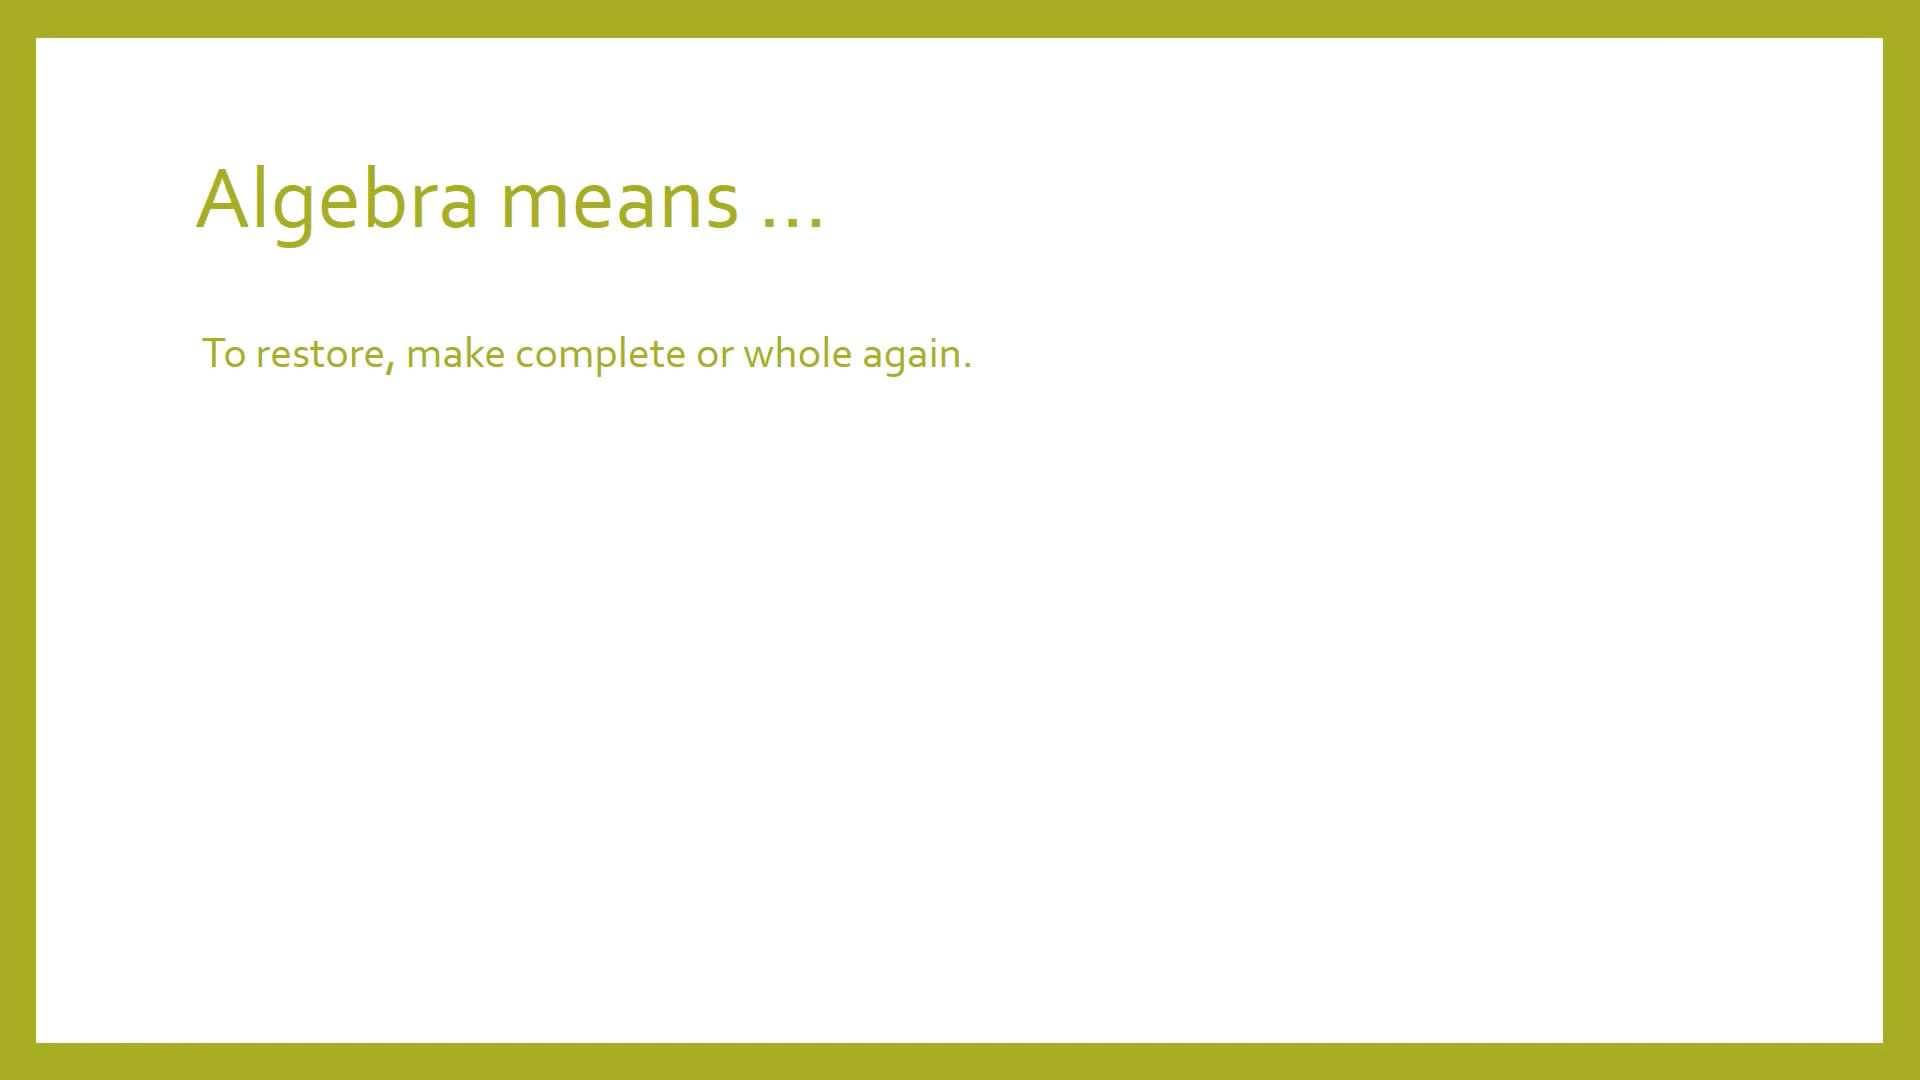 Algebra means ...
To restore, make complete or whole again.